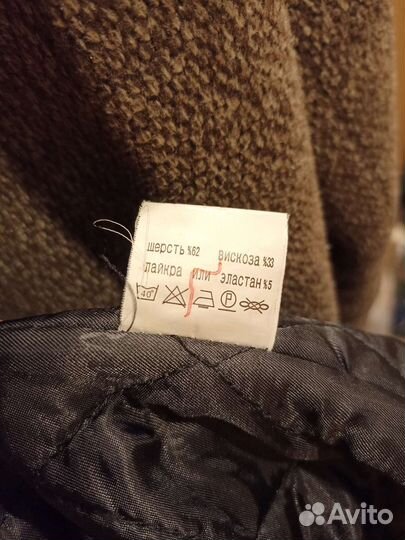 шерсть %62 вискоза %33
лайкра или эластан %5
40° P
Avito